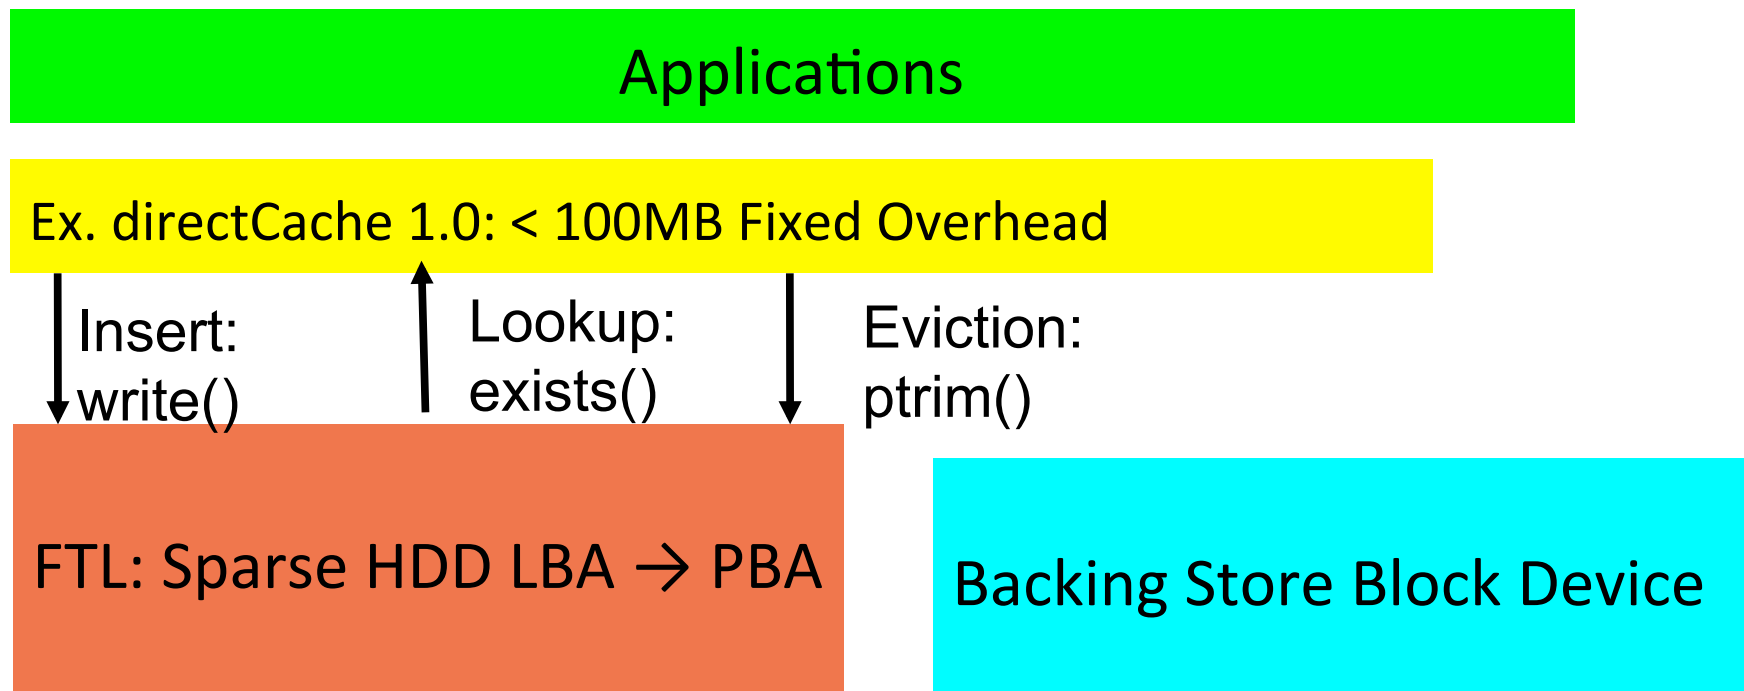 Applications
Ex. directCache 1.0: < 100MB Fixed Overhead
Insert:
write()
Lookup:
exists()
Eviction:
ptrim()
FTL: Sparse HDD LBA → PBA
Backing Store Block Device